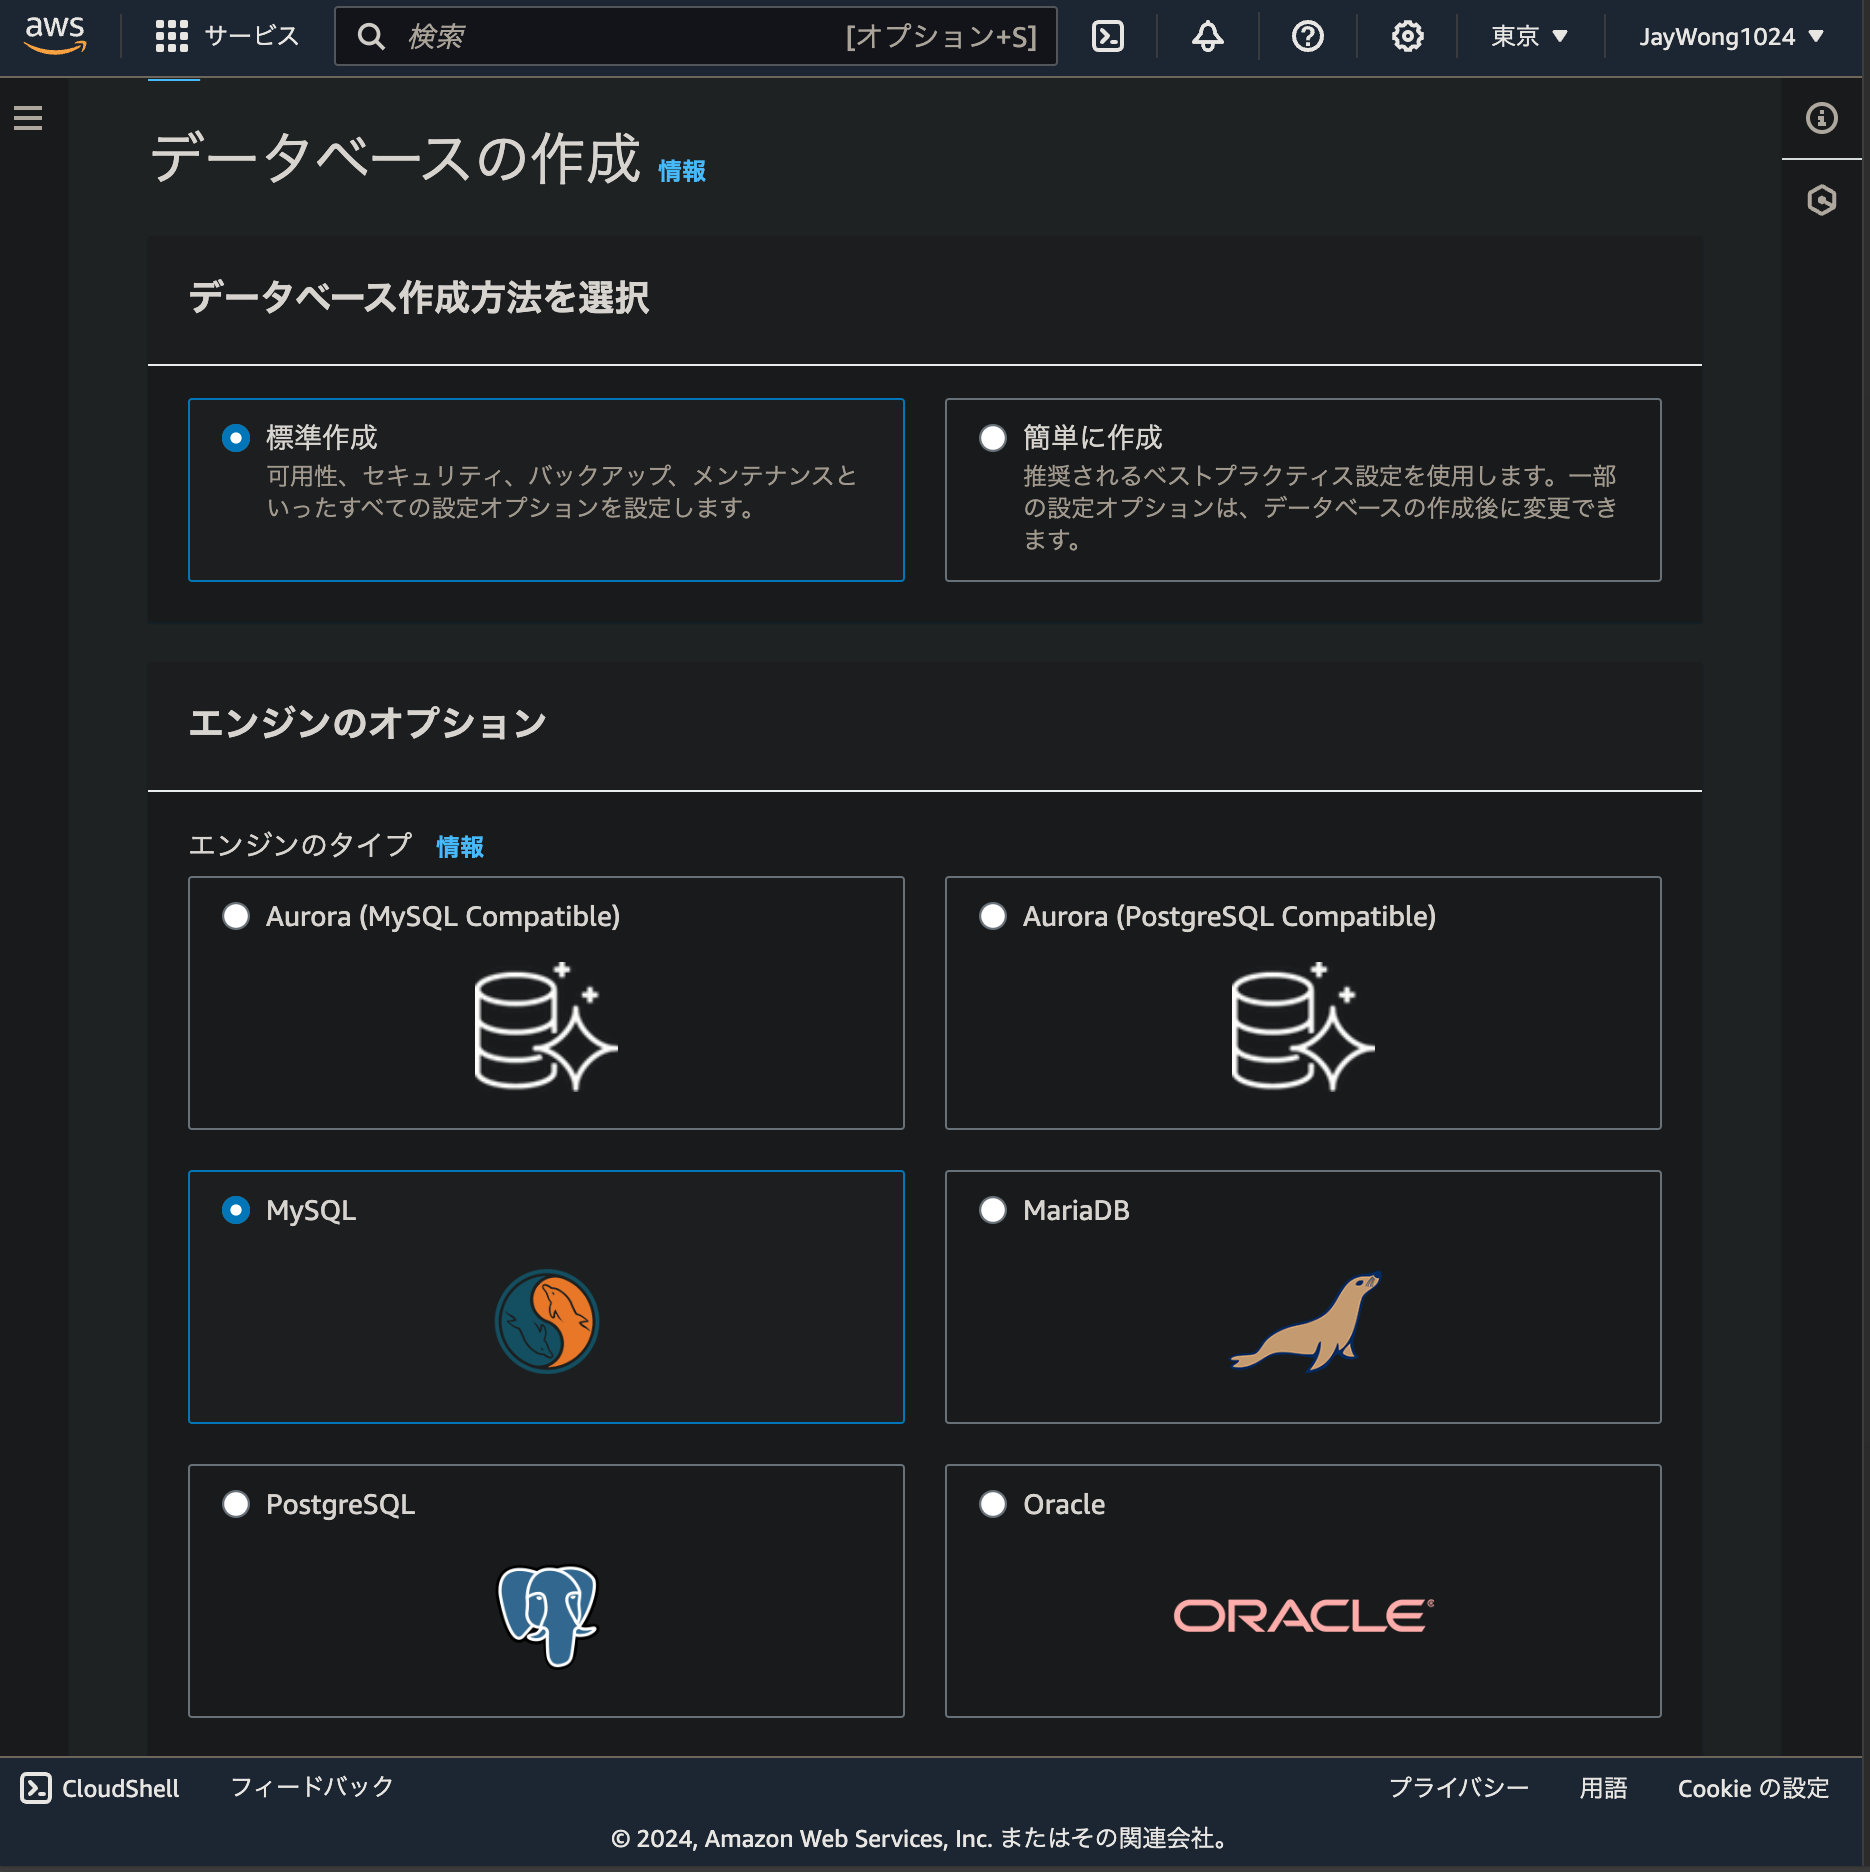 aws
サービス
検索
[オプション+S]
東京
JayWong1024
データベースの作成 情報
データベース作成方法を選択
標準作成
可用性、セキュリティ、バックアップ、メンテナンスと
いったすべての設定オプションを設定します。
簡単に作成
推奨されるベストプラクティス設定を使用します。一部
の設定オプションは、データベースの作成後に変更でき
ます。
エンジンのオプション
エンジンのタイプ 情報
Aurora (MySQL Compatible)
Aurora (PostgreSQL Compatible)
MySQL
MariaDB
PostgreSQL
Oracle
ORACLE
CloudShell
フィードバック
プライバシー
用語
Cookie の設定
© 2024, Amazon Web Services, Inc. またはその関連会社。